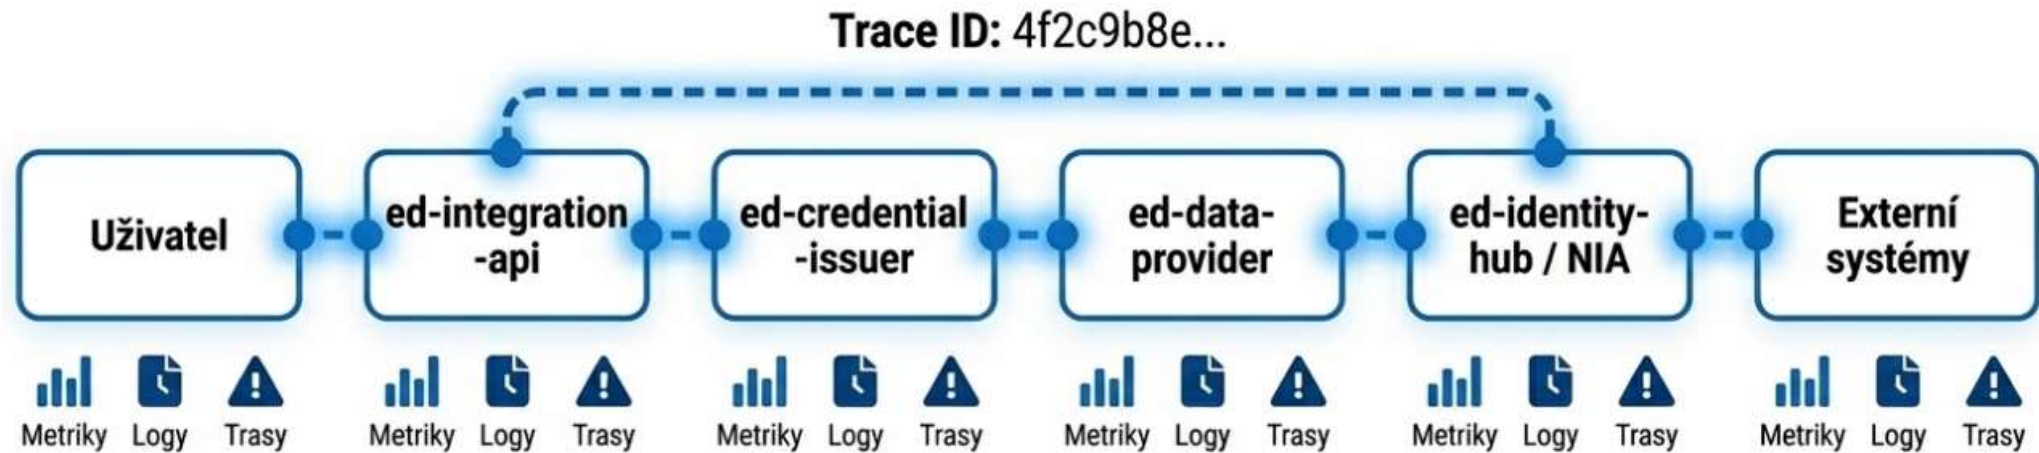 Trace ID: 4f2c9b8e...
Uživatel
ed-integration
-api
ed-credential
-issuer
ed-data-
provider
ed-identity-
hub / NIA
Externí
systémy
Metriky Logy Trasy
Metriky Logy Trasy
Metriky Logy Trasy
Metriky Logy Trasy
Metriky Logy Trasy
Metriky Logy Trasy